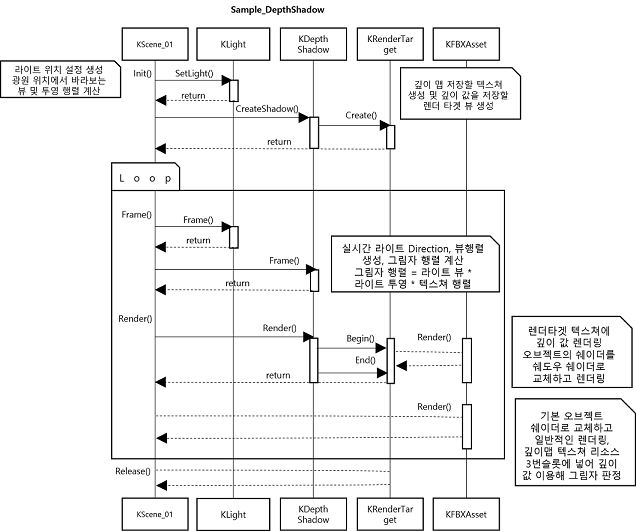 Sample_DepthShadow
KScene_01
KLight
KDepth
Shadow
KRenderTar
get
KFBXAsset
라이트 위치 설정 생성
광원 위치에서 바라보는
뷰 및 투영 행렬 계산
Init()
SetLight()
return
깊이 맵 저장할 텍스쳐
생성 및 깊이 값을 저장할
렌더 타겟 뷰 생성
CreateShadow()
Create()
return
L o o p
Frame()
Frame()
return
실시간 라이트 Direction, 뷰행렬
생성, 그림자 행렬 계산
그림자 행렬 = 라이트 뷰 *
라이트 투영 * 텍스쳐 행렬
Frame()
return
Render()
Render()
Begin()
Render()
End()
return
렌더타겟 텍스쳐에
깊이 값 렌더링
오브젝트의 쉐이더를
쉐도우 쉐이더로
교체하고 렌더링
Render()
기본 오브젝트
쉐이더로 교체하고
일반적인 렌더링,
깊이맵 텍스쳐 리소스
3번슬롯에 넣어 깊이
값 이용해 그림자 판정
Release()
KScene_01
KLight
KDepth
Shadow
KRenderTar
get
KFBXAsset